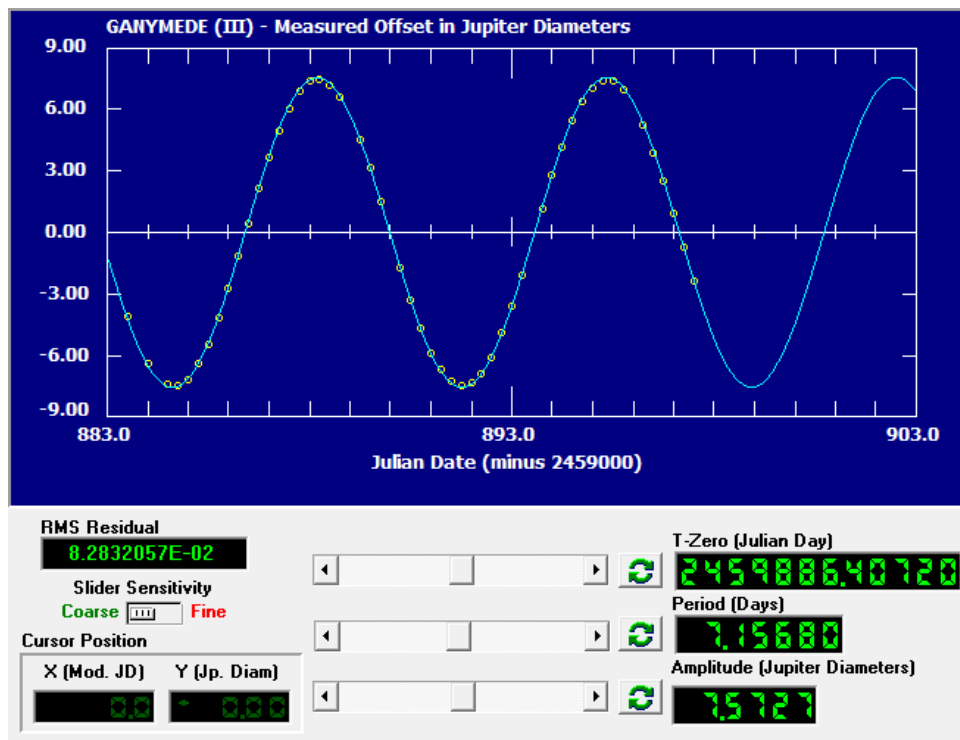 GANYMEDE (III) - Measured Offset in Jupiter Diameters
9.00
6.00
3.00
0.00
-3.00
-6.00
-9.00
883.0 893.0 903.0
Julian Date (minus 2459000)
RMS Residual
8.2832057E-02
Slider Sensitivity
Coarse Fine
Cursor Position
X (Mod. JD) Y (Jp. Diam)
0.0 0.00
T-Zero (Julian Day)
2459886.40720
Period (Days)
7.15680
Amplitude (Jupiter Diameters)
7.5727